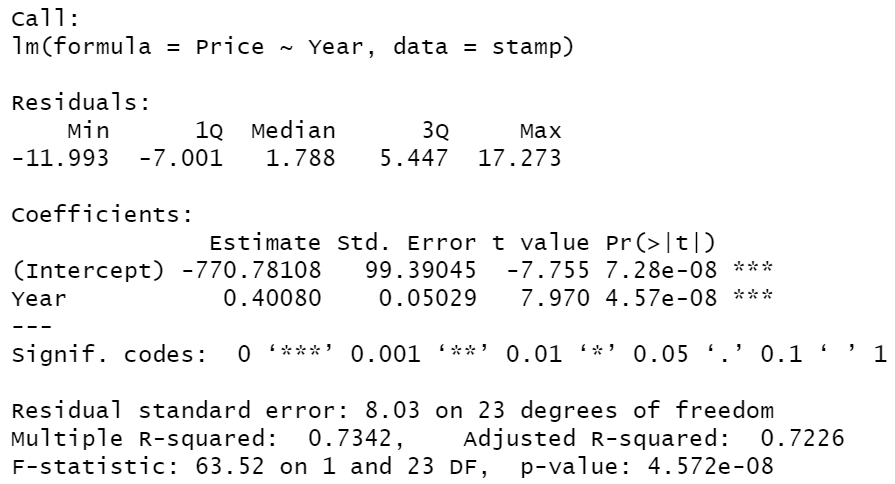 Call:
lm(formula = Price ~ Year, data = stamp)
Residuals:
    Min      1Q  Median      3Q     Max
-11.993  -7.001   1.788   5.447  17.273
Coefficients:
              Estimate Std. Error t value Pr(>|t|)
(Intercept) -770.78108   99.39045  -7.755 7.28e-08 ***
Year           0.40080    0.05029   7.970 4.57e-08 ***
---
Signif. codes:  0 ‘***’ 0.001 ‘**’ 0.01 ‘*’ 0.05 ‘.’ 0.1 ‘ ’ 1
Residual standard error: 8.03 on 23 degrees of freedom
Multiple R-squared:  0.7342,	Adjusted R-squared:  0.7226
F-statistic: 63.52 on 1 and 23 DF,  p-value: 4.572e-08